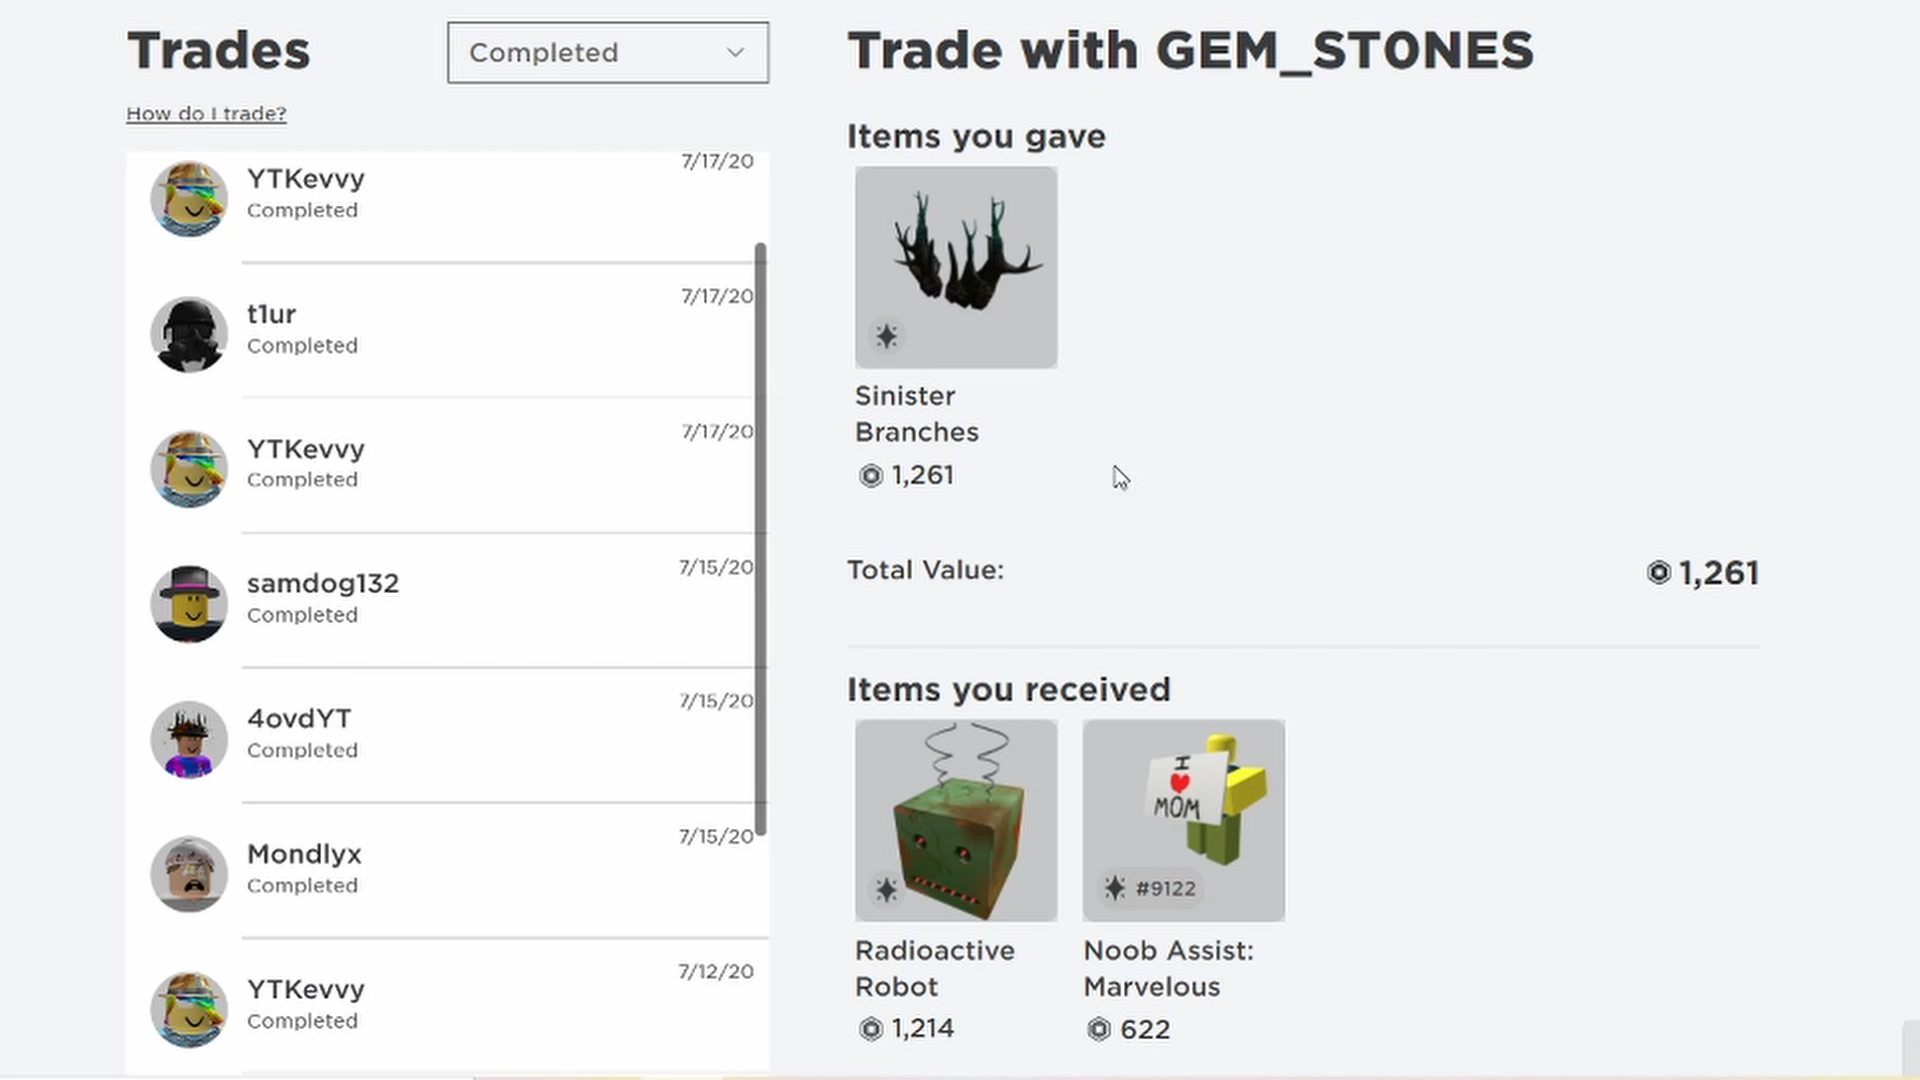 Trades
Completed
How do I trade?
YTKevvy
7/17/20
Completed
t1ur
7/17/20
Completed
YTKevvy
7/17/20
Completed
samdog132
7/15/20
Completed
4ovdYT
7/15/20
Completed
Mondlyx
7/15/20
Completed
YTKevvy
7/12/20
Completed
Trade with GEM_ST0NES
Items you gave
Sinister
Branches
1,261
Total Value:
1,261
Items you received
I
MOM
#9122
Radioactive
Robot
1,214
Noob Assist:
Marvelous
622